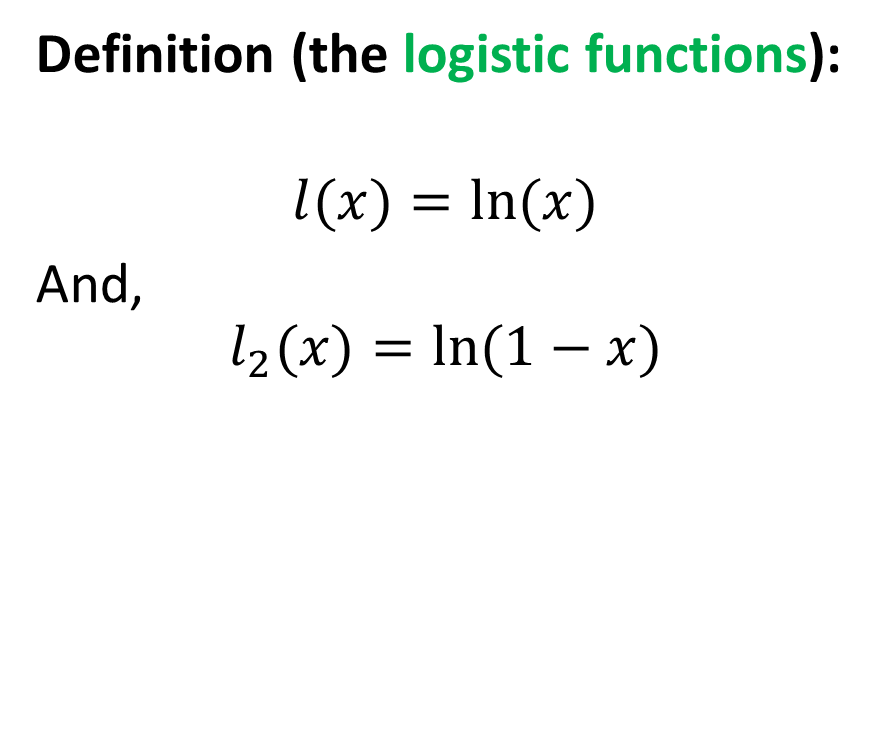 Definition (the logistic functions):
l(x) = ln(x)
And,
l₂(x) = ln(1 − x)